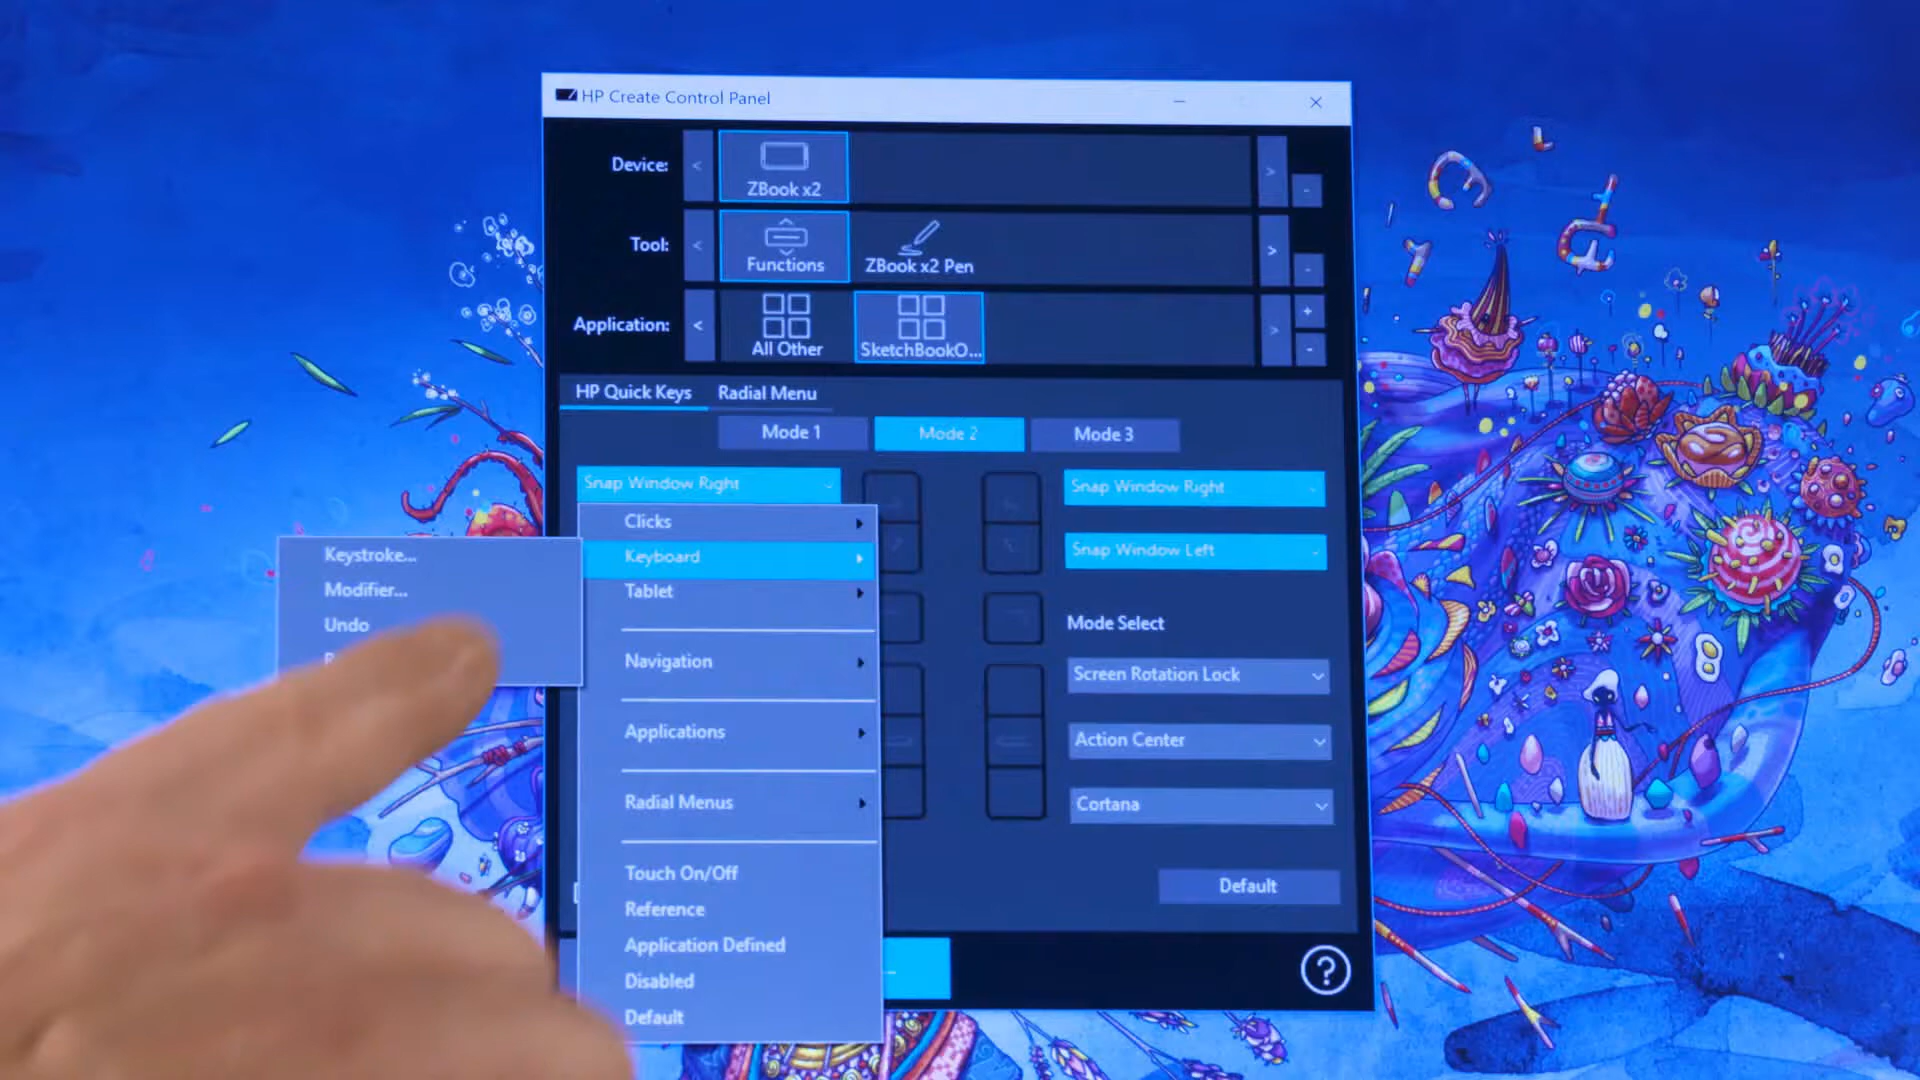 HP Create Control Panel
Device:
ZBook x2
Tool:
Functions
ZBook x2 Pen
Application:
All Other
SketchBookO...
HP Quick Keys
Radial Menu
Mode 1
Mode 2
Mode 3
Snap Window Right
Snap Window Right
Clicks
Keyboard
Tablet
Navigation
Applications
Radial Menus
Touch On/Off
Reference
Application Defined
Disabled
Default
Keystroke...
Modifier...
Undo
Snap Window Left
Mode Select
Screen Rotation Lock
Action Center
Cortana
Default
?